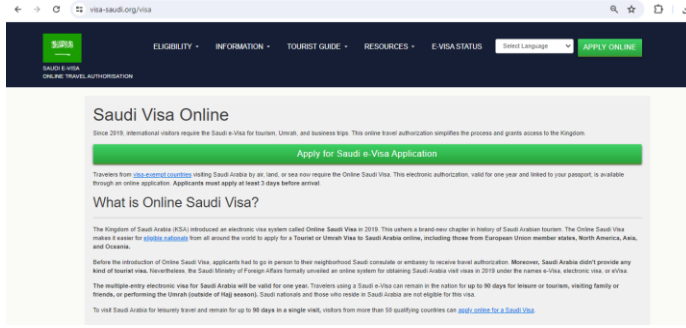 visa-saudi.org/visa
ELIGIBILITY INFORMATION TOURIST GUIDE RESOURCES E-VISA STATUS Select Language APPLY ONLINE
SAUDI E-VISA
ONLINE TRAVEL AUTHORISATION
Saudi Visa Online
Since 2019, international visitors require the Saudi e-Visa for tourism, Umrah, and business trips. This online travel authorization simplifies the process and grants access to the Kingdom.
Apply for Saudi e-Visa Application
Travelers from visa-exempt countries visiting Saudi Arabia by air, land, or sea now require the Online Saudi Visa. This electronic authorization, valid for one year and linked to your passport, is available
through an online application. Applicants must apply at least 3 days before arrival.
What is Online Saudi Visa?
The Kingdom of Saudi Arabia (KSA) introduced an electronic visa system called Online Saudi Visa in 2019. This ushers a brand-new chapter in history of Saudi Arabian tourism. The Online Saudi Visa
makes it easier for eligible nationals from all around the world to apply for a Tourist or Umrah Visa to Saudi Arabia online, including those from European Union member states, North America, Asia,
and Oceania.
Before the introduction of Online Saudi Visa, applicants had to go in person to their neighborhood Saudi consulate or embassy to receive travel authorization. Moreover, Saudi Arabia didn't provide any
kind of tourist visa. Nevertheless, the Saudi Ministry of Foreign Affairs formally unveiled an online system for obtaining Saudi Arabia visit visas in 2019 under the names e-Visa, electronic visa, or eVisa.
The multiple-entry electronic visa for Saudi Arabia will be valid for one year. Travelers using a Saudi e-Visa can remain in the nation for up to 90 days for leisure or tourism, visiting family or
friends, or performing the Umrah (outside of Hajj season). Saudi nationals and those who reside in Saudi Arabia are not eligible for this visa.
To visit Saudi Arabia for leisurely travel and remain for up to 90 days in a single visit, visitors from more than 50 qualifying countries can apply online for a Saudi Visa.